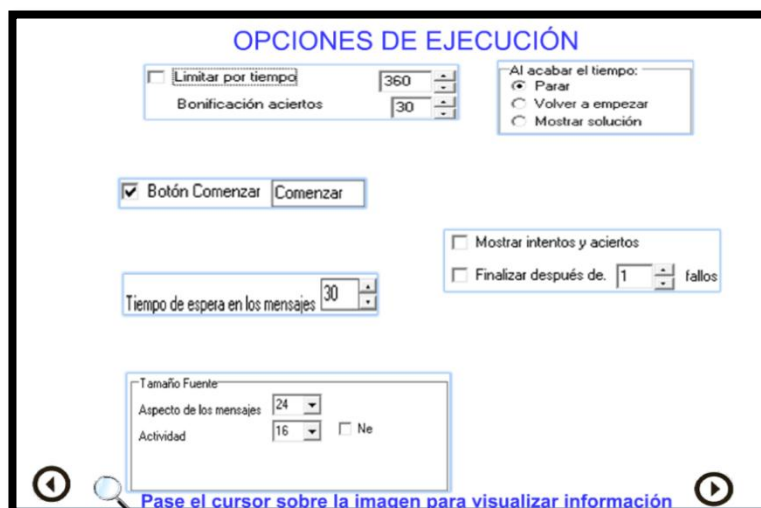 OPCIONES DE EJECUCIÓN
Limitar por tiempo 360
Bonificación aciertos 30
Al acabar el tiempo:
Parar
Volver a empezar
Mostrar solución
Botón Comenzar Comenzar
Mostrar intentos y aciertos
Finalizar después de. 1 fallos
Tiempo de espera en los mensajes 30
Tamaño Fuente
Aspecto de los mensajes 24
Actividad 16 Ne
Pase el cursor sobre la imagen para visualizar información